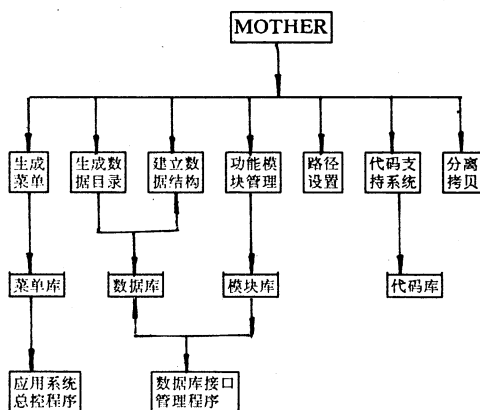 MOTHER
生成
菜单
生成数
据目录
建立数
据结构
功能模
块管理
路径
设置
代码支
持系统
分离
拷贝
菜单库
数据库
模块库
代码库
应用系统
总控程序
数据库接口
管理程序